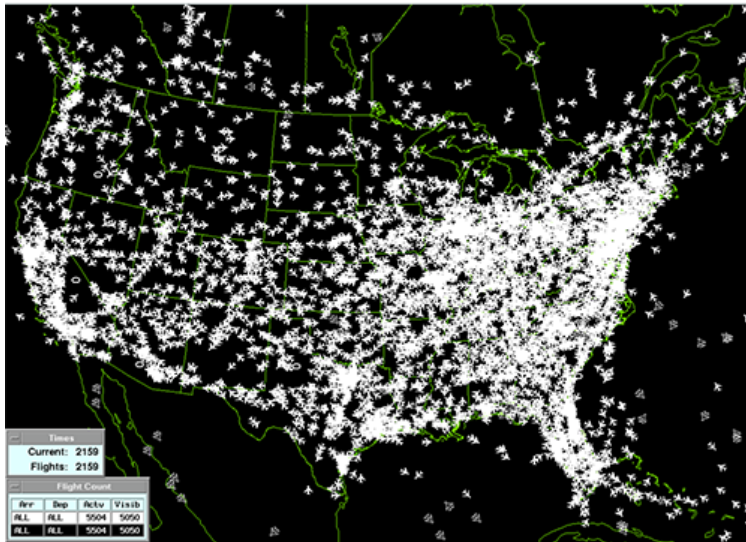 Times
Current: 2159
Flights: 2159
Flight Count
Arr Dep Actv Visib
ALL ALL 5504 5050
ALL ALL 5504 5050